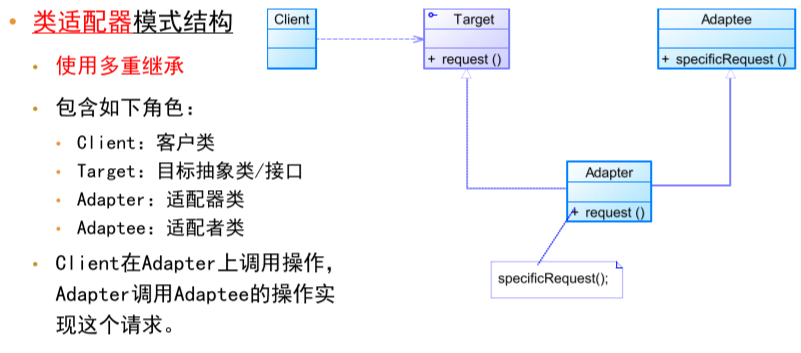 类适配器模式结构
使用多重继承
包含如下角色：
Client：客户类
Target：目标抽象类/接口
Adapter：适配器类
Adaptee：适配者类
Client在Adapter上调用操作，
Adapter调用Adaptee的操作实
现这个请求。
Client
Target
+ request ()
Adaptee
+ specificRequest ()
Adapter
+ request ()
specificRequest();